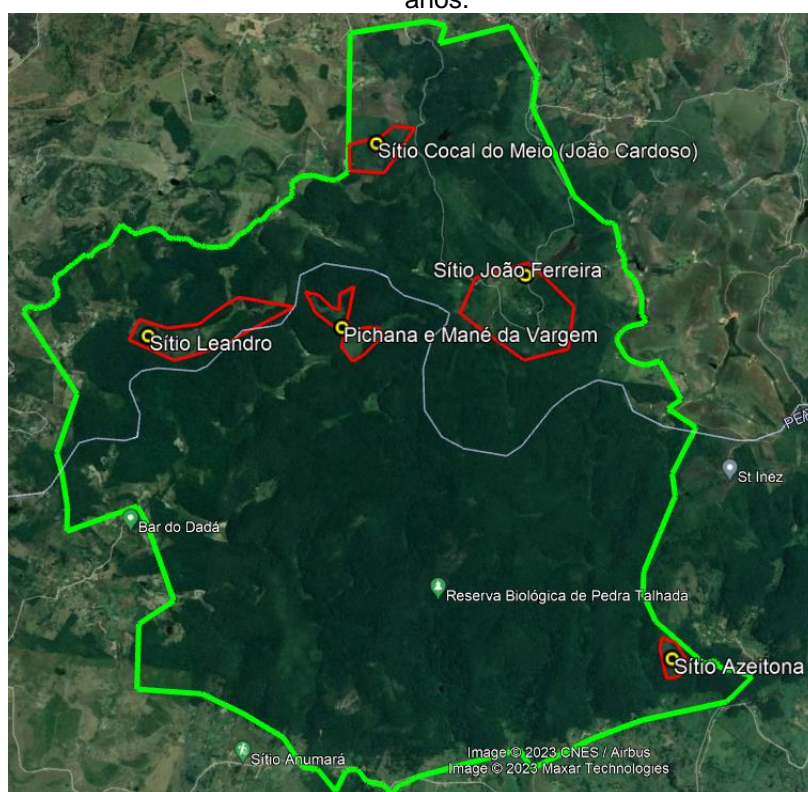 anos.
Sítio Cocal do Meio (João Cardoso)
Sítio João Ferreira
Sítio Leandro
Pichana e Mané da Vargem
St Inez
Bar do Dadá
Reserva Biológica de Pedra Talhada
Sítio Azeitona
Sítio Anumará
Image © 2023 CNES / Airbus
Image © 2023 Maxar Technologies